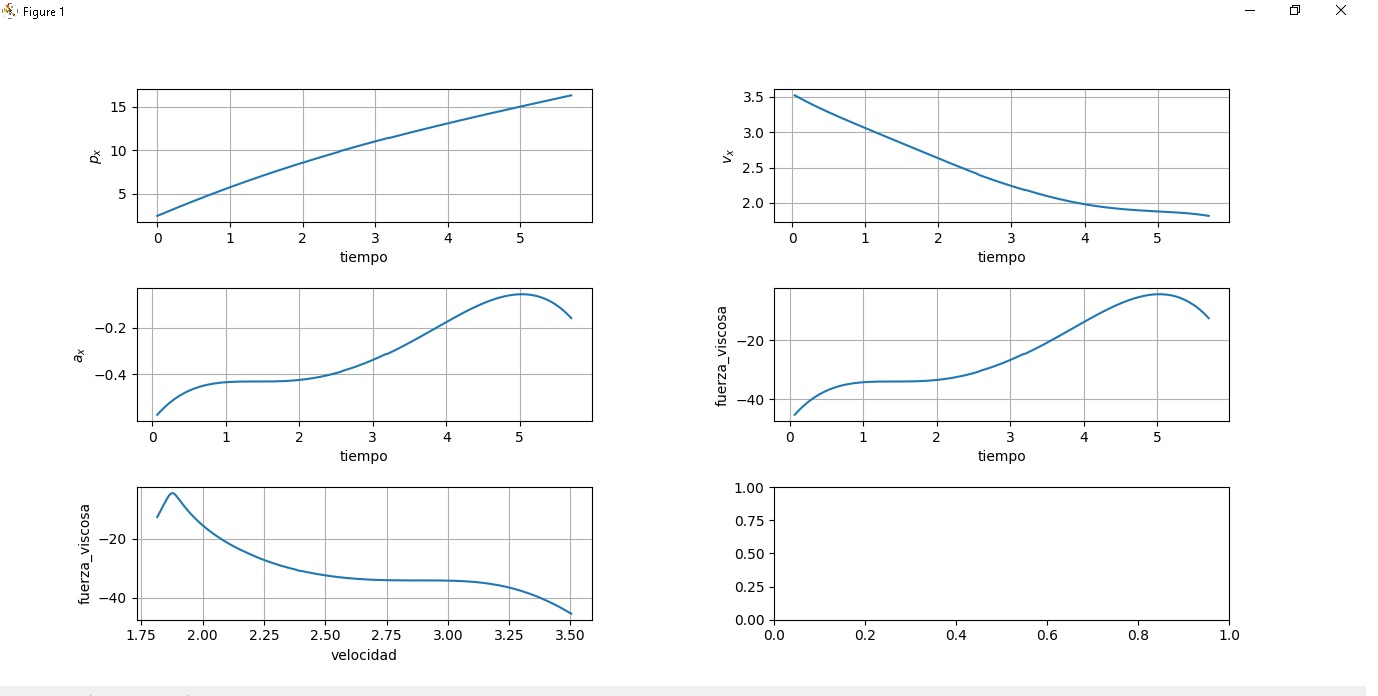 Figure 1
15
10
5
p_x
0 1 2 3 4 5
tiempo
3.5
3.0
2.5
2.0
v_x
0 1 2 3 4 5
tiempo
−0.2
−0.4
a_x
0 1 2 3 4 5
tiempo
−20
−40
fuerza_viscosa
0 1 2 3 4 5
tiempo
−20
−40
fuerza_viscosa
1.75 2.00 2.25 2.50 2.75 3.00 3.25 3.50
velocidad
1.00
0.75
0.50
0.25
0.00
0.0 0.2 0.4 0.6 0.8 1.0